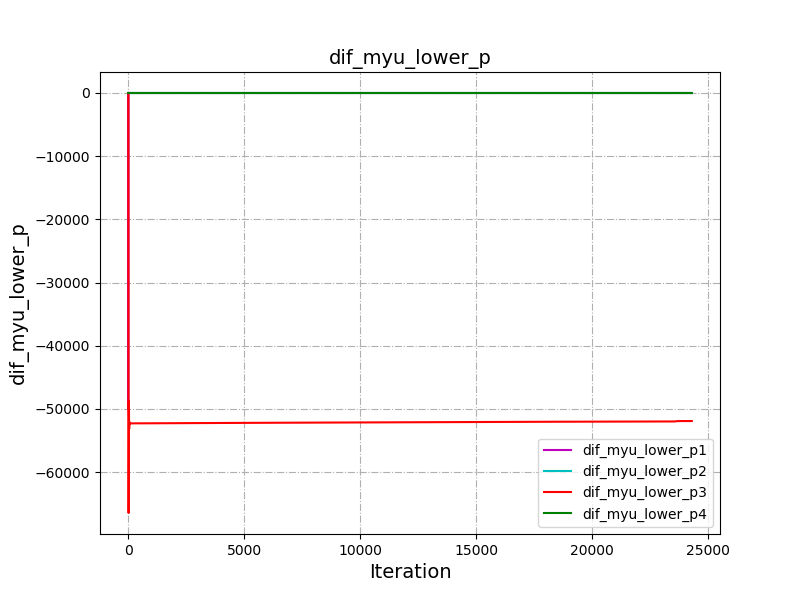 dif_myu_lower_p
dif_myu_lower_p
0
−10000
−20000
−30000
−40000
−50000
−60000
dif_myu_lower_p1
dif_myu_lower_p2
dif_myu_lower_p3
dif_myu_lower_p4
0 5000 10000 15000 20000 25000
Iteration